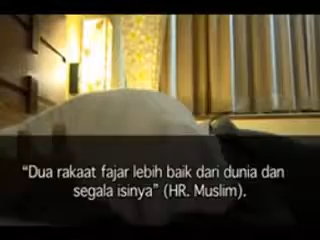 “Dua rakaat fajar lebih baik dari dunia dan
segala isinya” (HR. Muslim).